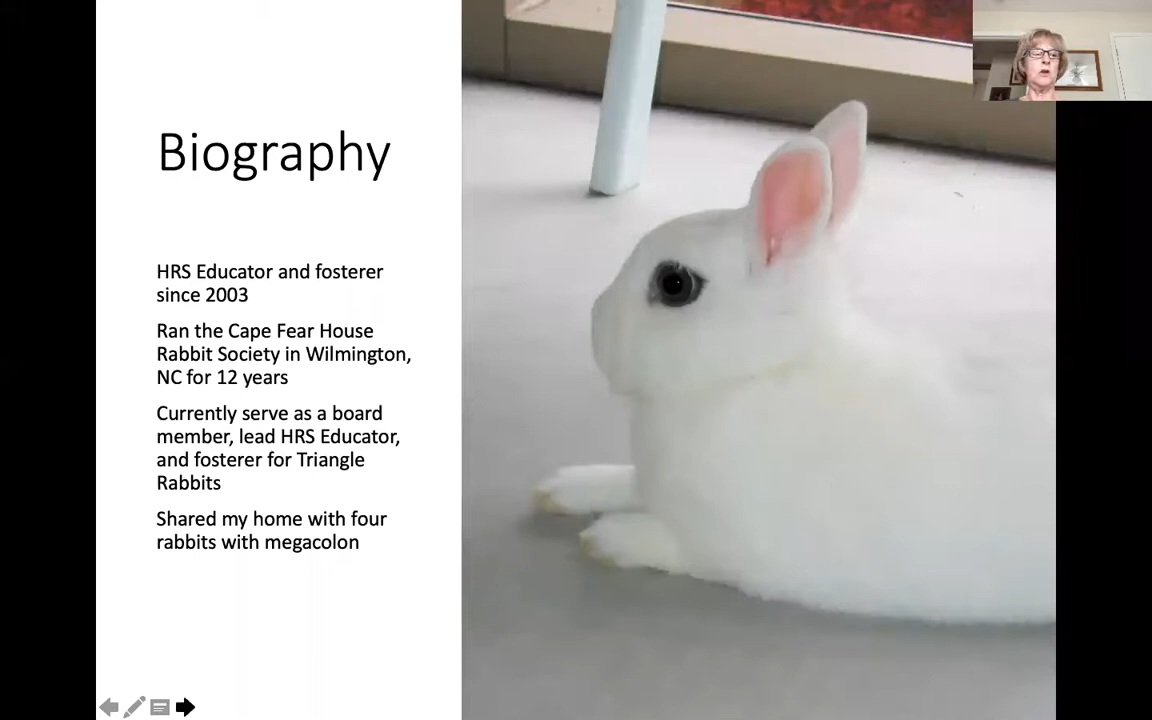 Biography
HRS Educator and fosterer
since 2003
Ran the Cape Fear House
Rabbit Society in Wilmington,
NC for 12 years
Currently serve as a board
member, lead HRS Educator,
and fosterer for Triangle
Rabbits
Shared my home with four
rabbits with megacolon